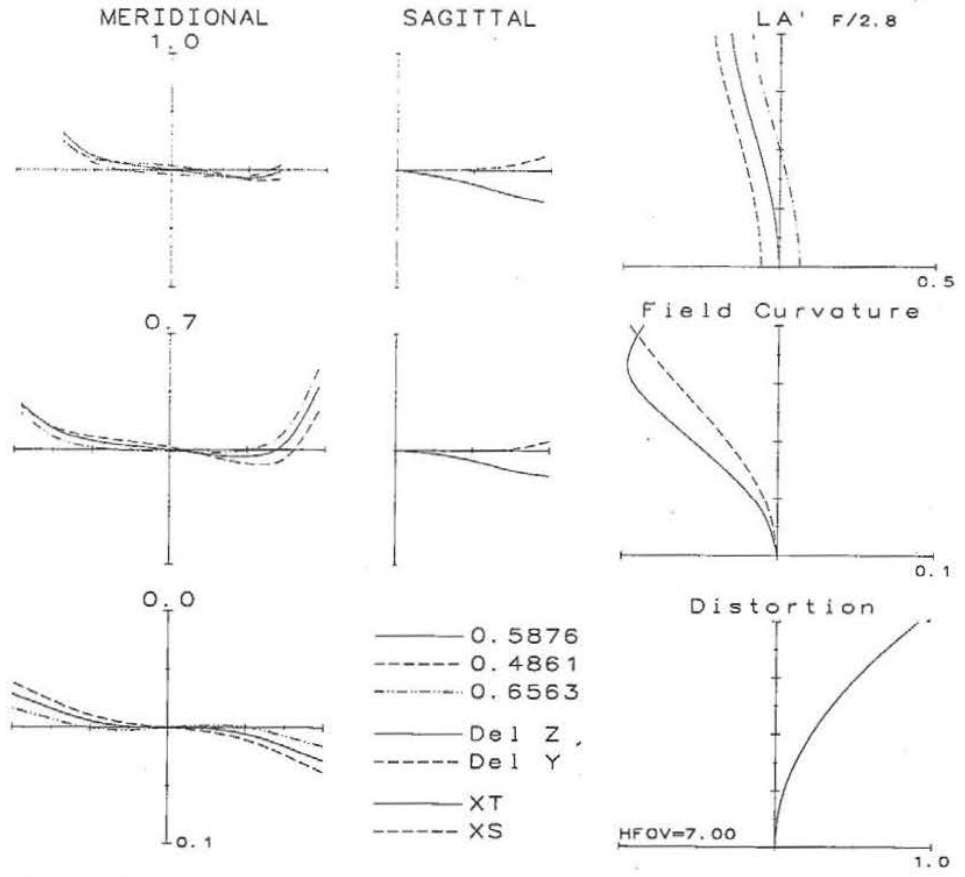 MERIDIONAL
1.0
SAGITTAL
LA' F/2.8
0.5
0.7
Field Curvature
0.1
0.0
0.1
0.5876
0.4861
0.6563
Del Z
Del Y
XT
XS
Distortion
HFOV=7.00
1.0